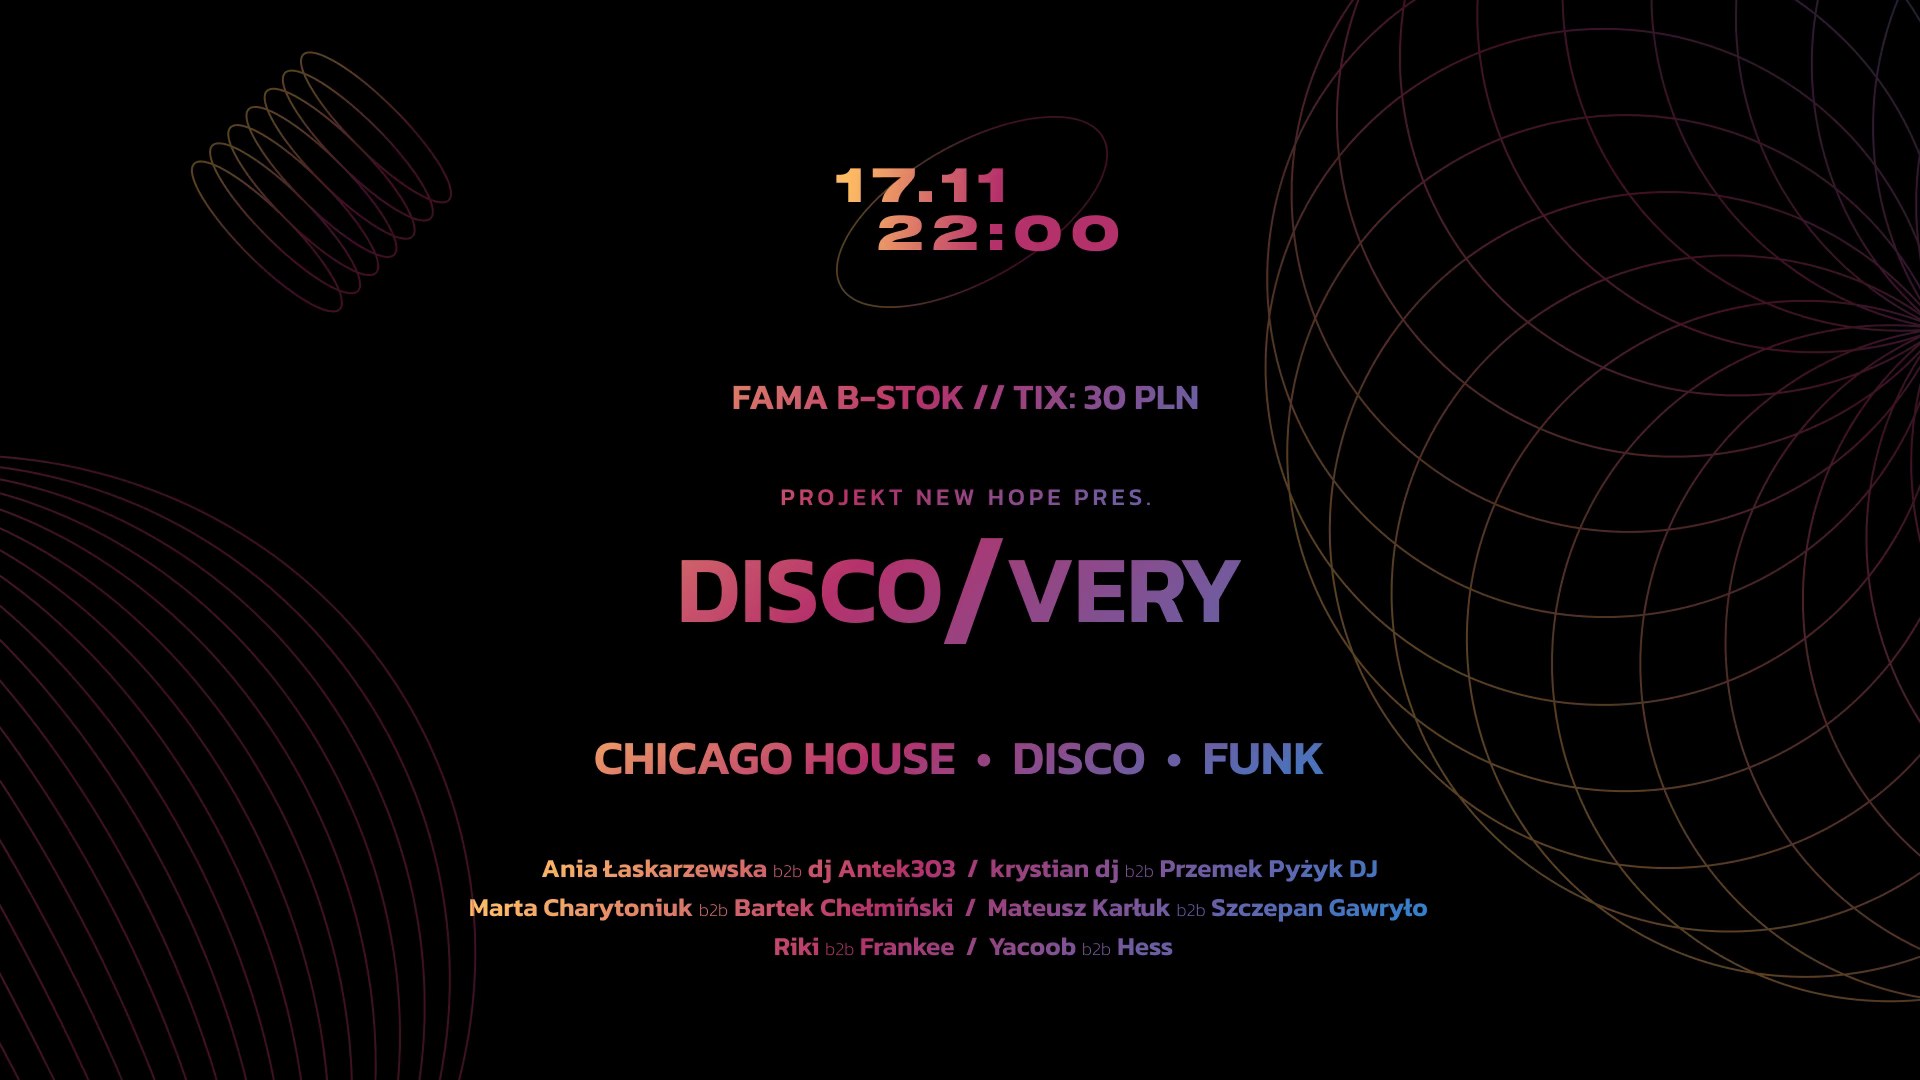 17.11
22:00
FAMA B-STOK // TIX: 30 PLN
PROJEKT NEW HOPE PRES.
DISCO/VERY
CHICAGO HOUSE • DISCO • FUNK
Ania Łaskarzewska b2b dj Antek303 / krystian dj b2b Przemek Pyżyk DJ
Marta Charytoniuk b2b Bartek Chełmiński / Mateusz Karłuk b2b Szczepan Gawryło
Riki b2b Frankee / Yacoob b2b Hess